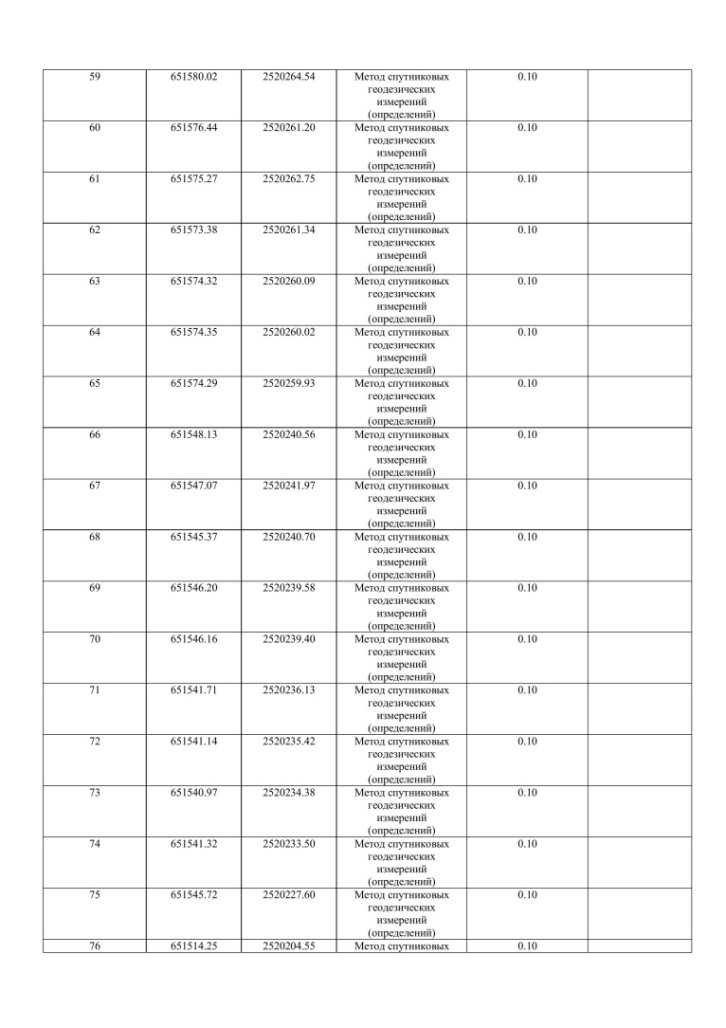 59 651580.02 2520264.54 Метод спутниковых 0.10
геодезических
измерений
(определений)
60 651576.44 2520261.20 Метод спутниковых 0.10
геодезических
измерений
(определений)
61 651575.27 2520262.75 Метод спутниковых 0.10
геодезических
измерений
(определений)
62 651573.38 2520261.34 Метод спутниковых 0.10
геодезических
измерений
(определений)
63 651574.32 2520260.09 Метод спутниковых 0.10
геодезических
измерений
(определений)
64 651574.35 2520260.02 Метод спутниковых 0.10
геодезических
измерений
(определений)
65 651574.29 2520259.93 Метод спутниковых 0.10
геодезических
измерений
(определений)
66 651548.13 2520240.56 Метод спутниковых 0.10
геодезических
измерений
(определений)
67 651547.07 2520241.97 Метод спутниковых 0.10
геодезических
измерений
(определений)
68 651545.37 2520240.70 Метод спутниковых 0.10
геодезических
измерений
(определений)
69 651546.20 2520239.58 Метод спутниковых 0.10
геодезических
измерений
(определений)
70 651546.16 2520239.40 Метод спутниковых 0.10
геодезических
измерений
(определений)
71 651541.71 2520236.13 Метод спутниковых 0.10
геодезических
измерений
(определений)
72 651541.14 2520235.42 Метод спутниковых 0.10
геодезических
измерений
(определений)
73 651540.97 2520234.38 Метод спутниковых 0.10
геодезических
измерений
(определений)
74 651541.32 2520233.50 Метод спутниковых 0.10
геодезических
измерений
(определений)
75 651545.72 2520227.60 Метод спутниковых 0.10
геодезических
измерений
(определений)
76 651514.25 2520204.55 Метод спутниковых 0.10